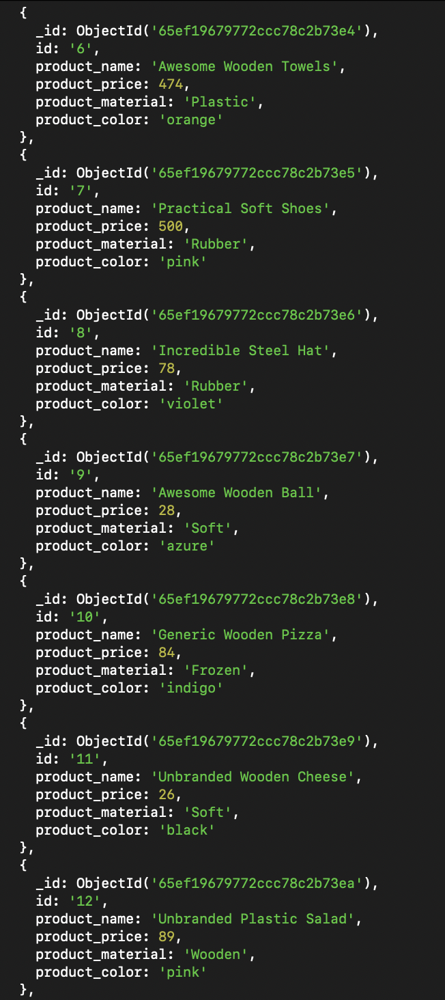 {
_id: ObjectId('65ef19679772ccc78c2b73e4'),
id: '6',
product_name: 'Awesome Wooden Towels',
product_price: 474,
product_material: 'Plastic',
product_color: 'orange'
},
{
_id: ObjectId('65ef19679772ccc78c2b73e5'),
id: '7',
product_name: 'Practical Soft Shoes',
product_price: 500,
product_material: 'Rubber',
product_color: 'pink'
},
{
_id: ObjectId('65ef19679772ccc78c2b73e6'),
id: '8',
product_name: 'Incredible Steel Hat',
product_price: 78,
product_material: 'Rubber',
product_color: 'violet'
},
{
_id: ObjectId('65ef19679772ccc78c2b73e7'),
id: '9',
product_name: 'Awesome Wooden Ball',
product_price: 28,
product_material: 'Soft',
product_color: 'azure'
},
{
_id: ObjectId('65ef19679772ccc78c2b73e8'),
id: '10',
product_name: 'Generic Wooden Pizza',
product_price: 84,
product_material: 'Frozen',
product_color: 'indigo'
},
{
_id: ObjectId('65ef19679772ccc78c2b73e9'),
id: '11',
product_name: 'Unbranded Wooden Cheese',
product_price: 26,
product_material: 'Soft',
product_color: 'black'
},
{
_id: ObjectId('65ef19679772ccc78c2b73ea'),
id: '12',
product_name: 'Unbranded Plastic Salad',
product_price: 89,
product_material: 'Wooden',
product_color: 'pink'
},